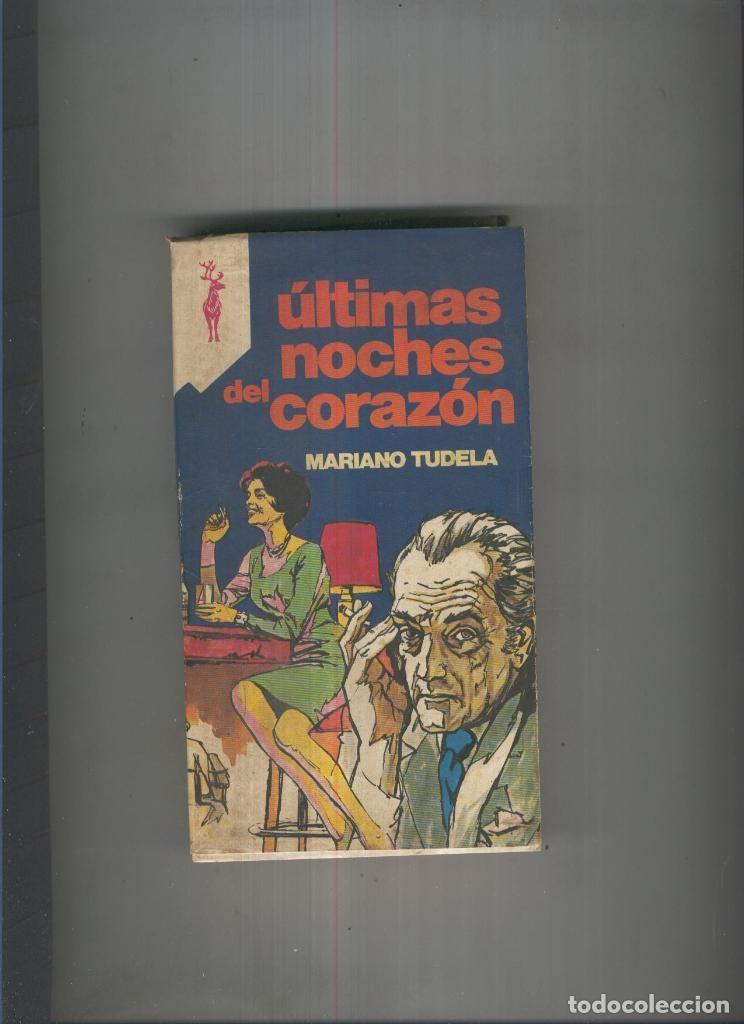 últimas
noches
del corazón
MARIANO TUDELA
todocoleccion